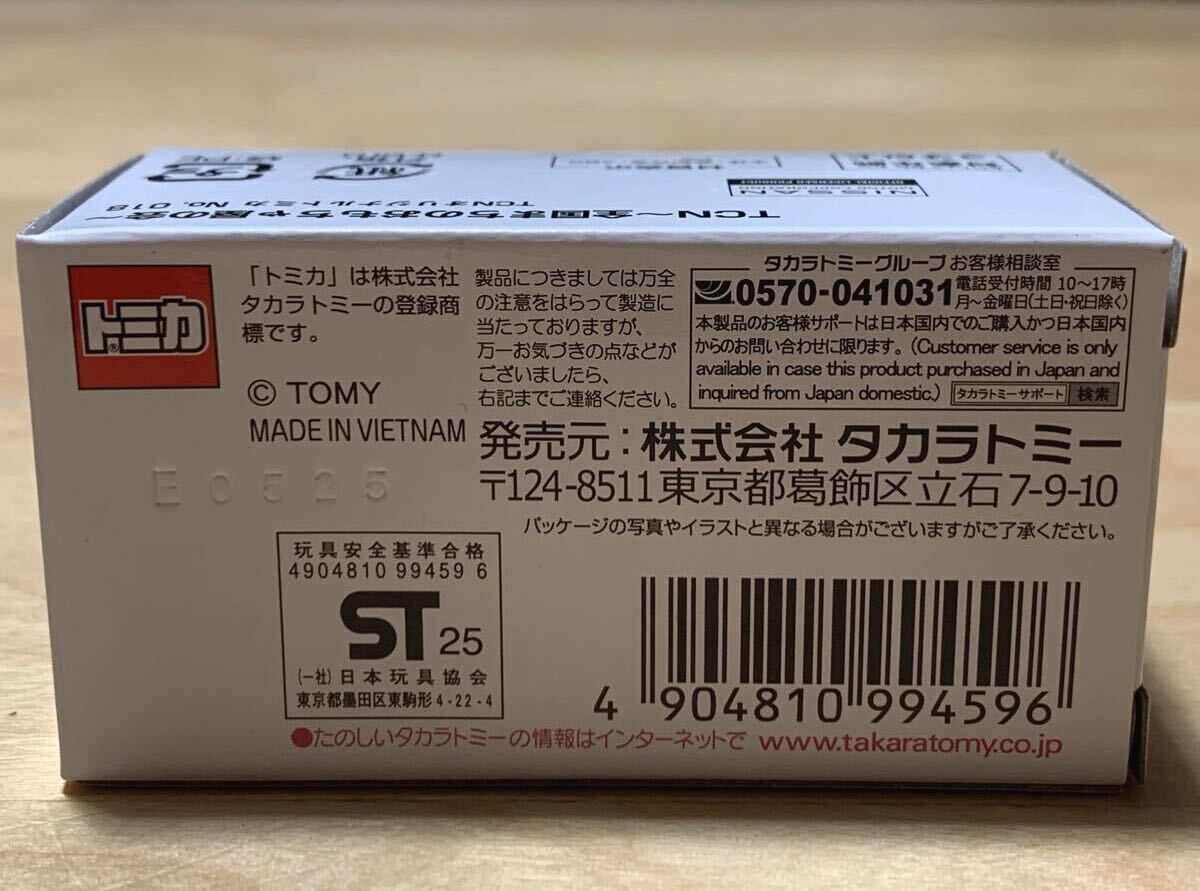 TCN～全国まちのおもちゃ屋の会～
TCNオリジナルトミカ No. 018
NISSAN
MOTOR CORPORATION
OFFICIAL LICENSED PRODUCT
紙
プラ
トミカ®
「トミカ」は株式会社
タカラトミーの登録商
標です。
© TOMY
MADE IN VIETNAM
E0525
製品につきましては万全
の注意をはらって製造に
当たっておりますが、
万一お気づきの点などが
ございましたら、
右記までご連絡ください。
タカラトミーグループ お客様相談室
0570-041031 電話受付時間 10～17時
月～金曜日(土日・祝日除く)
本製品のお客様サポートは日本国内でのご購入かつ日本国内
からのお問い合わせに限ります。(Customer service is only
available in case this product purchased in Japan and
inquired from Japan domestic.) タカラトミーサポート 検索
発売元：株式会社 タカラトミー
〒124-8511 東京都葛飾区立石7-9-10
パッケージの写真やイラストと異なる場合がございますがご了承ください。
玩具安全基準合格
4904810 99459 6
ST 25
(一社)日本玩具協会
東京都墨田区東駒形4-22-4
4 904810 994596
●たのしいタカラトミーの情報はインターネットで www.takaratomy.co.jp